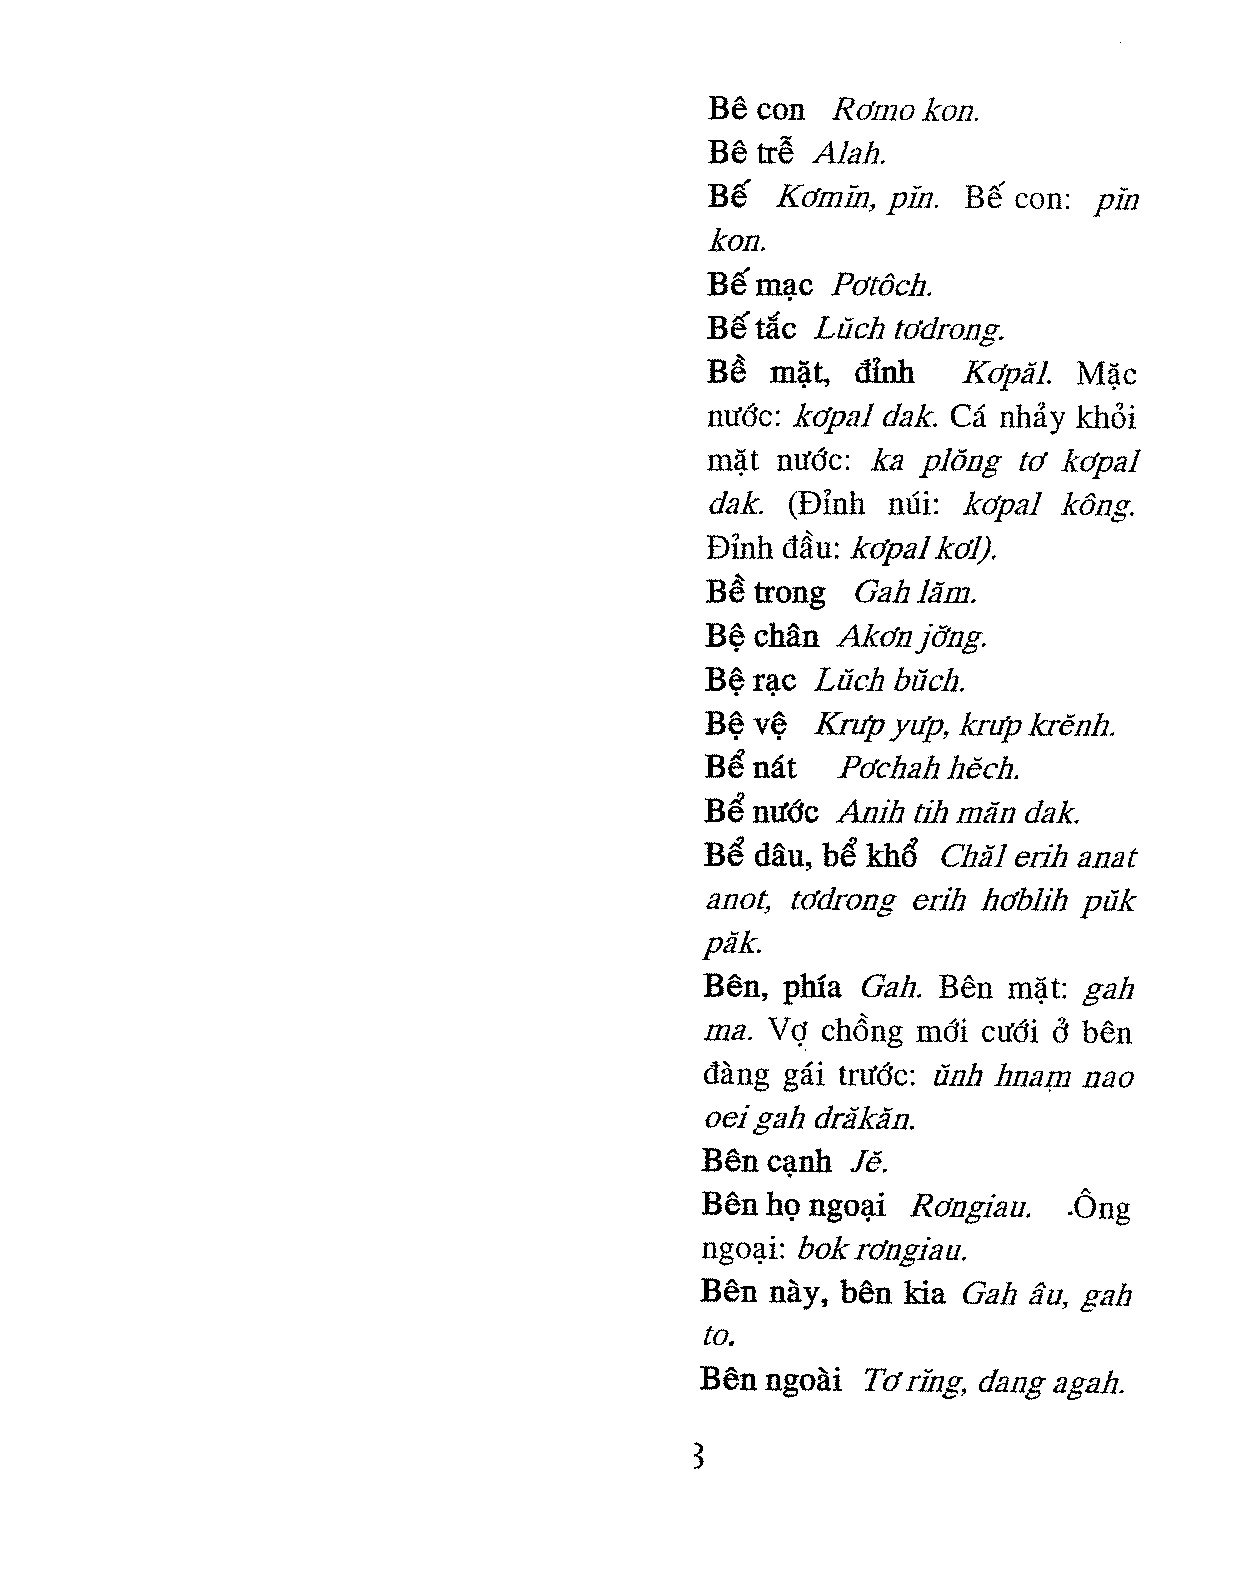 Bê con Rơmo kon.
Bê trễ Alah.
Bế Kơmĭn, pĭn. Bế con: pĭn
kon.
Bế mạc Pơtôch.
Bế tắc Lŭch tơdrong.
Bề mặt, đỉnh Kơpăl. Mặc
nước: kơpal dak. Cá nhảy khỏi
mặt nước: ka plŏng tơ kơpal
dak. (Đỉnh núi: kơpal kông.
Đỉnh đầu: kơpal kơl).
Bề trong Gah lăm.
Bệ chân Akơn jơ̆ng.
Bệ rạc Lŭch bŭch.
Bệ vệ Krưp yưp, krưp krĕnh.
Bể nát Pơchah hĕch.
Bể nước Anih tih măn dak.
Bể dâu, bể khổ Chăl erih anat
anot, tơdrong erih hơblih pŭk
păk.
Bên, phía Gah. Bên mặt: gah
ma. Vợ chồng mới cưới ở bên
đàng gái trước: ŭnh hnam nao
oei gah drăkăn.
Bên cạnh Jĕ.
Bên họ ngoại Rơngiau. Ông
ngoại: bok rơngiau.
Bên này, bên kia Gah âu, gah
to.
Bên ngoài Tơ rĭng, dang agah.
3